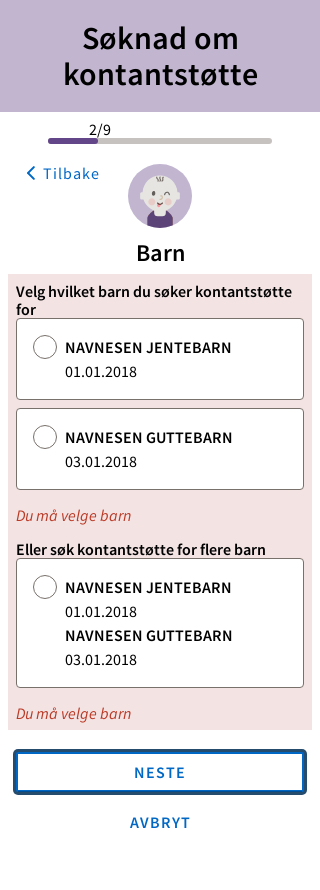 Søknad om
kontantstøtte
2/9
Tilbake
Barn
Velg hvilket barn du søker kontantstøtte
for
NAVNESEN JENTEBARN
01.01.2018
NAVNESEN GUTTEBARN
03.01.2018
Du må velge barn
Eller søk kontantstøtte for flere barn
NAVNESEN JENTEBARN
01.01.2018
NAVNESEN GUTTEBARN
03.01.2018
Du må velge barn
NESTE
AVBRYT